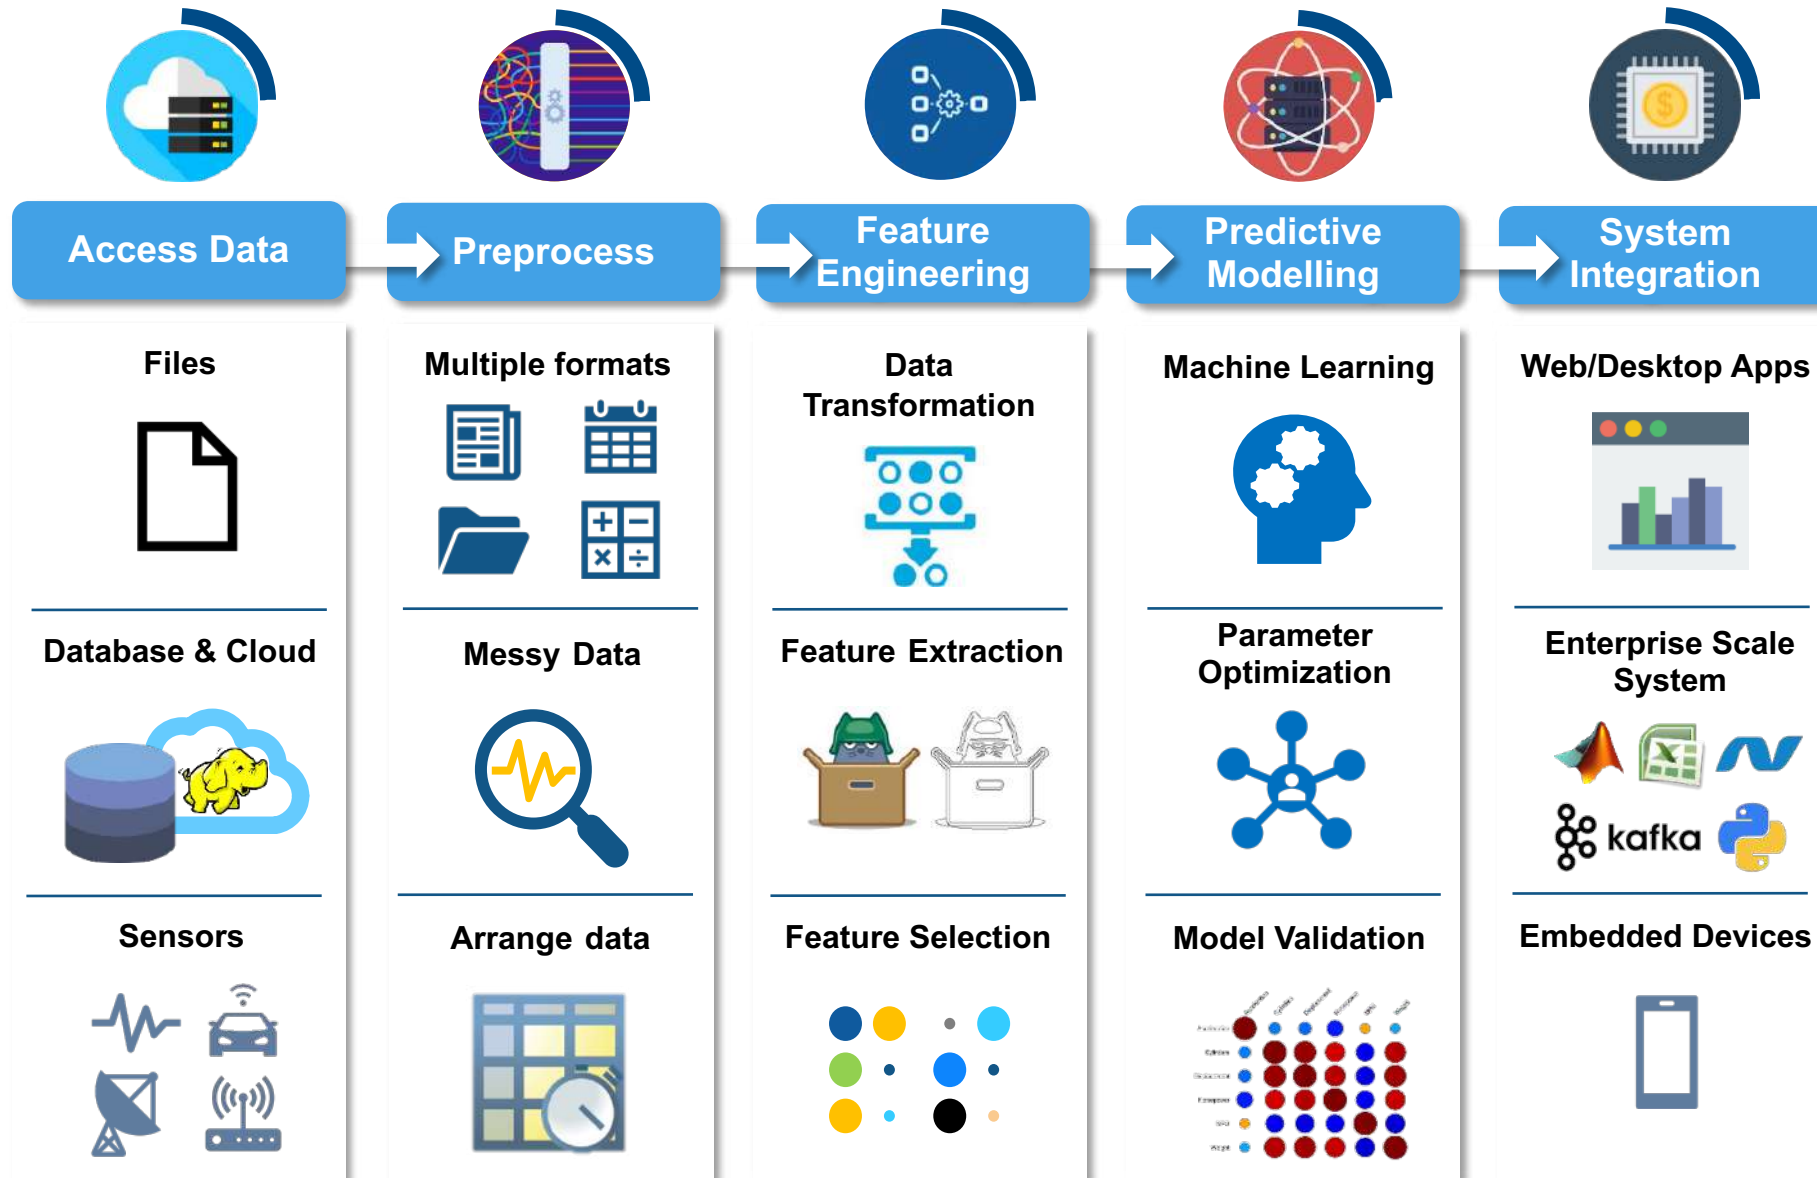 Access Data
Preprocess
Feature
Engineering
Predictive
Modelling
System
Integration
Files
Multiple formats
Data
Transformation
Machine Learning
Web/Desktop Apps
Database & Cloud
Messy Data
Feature Extraction
Parameter
Optimization
Enterprise Scale
System
kafka
Sensors
Arrange data
Feature Selection
Model Validation
Embedded Devices
Weight